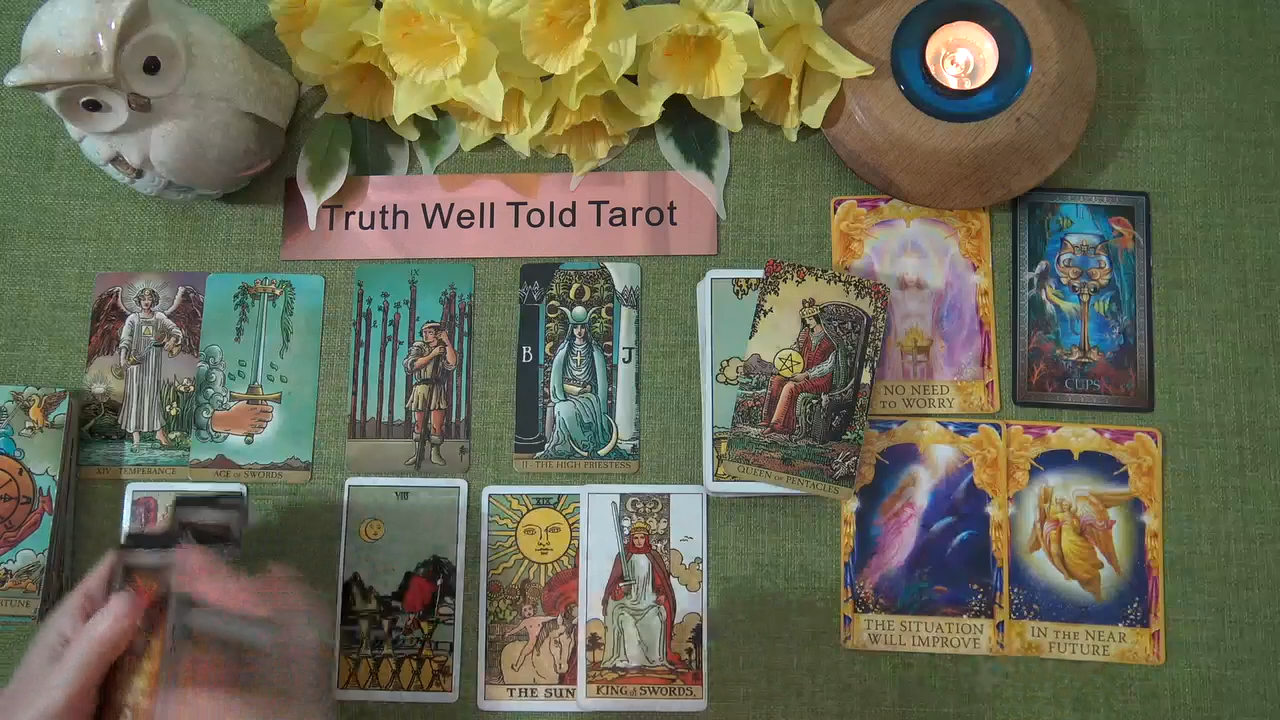 Truth Well Told Tarot
XIV · TEMPERANCE
ACE OF SWORDS
IX
B
J
II · THE HIGH PRIESTESS
QUEEN OF PENTACLES
NO NEED
TO WORRY
CUPS
RTUNE
VIII
XIX
THE SUN
KING of SWORDS.
THE SITUATION
WILL IMPROVE
IN THE NEAR
FUTURE